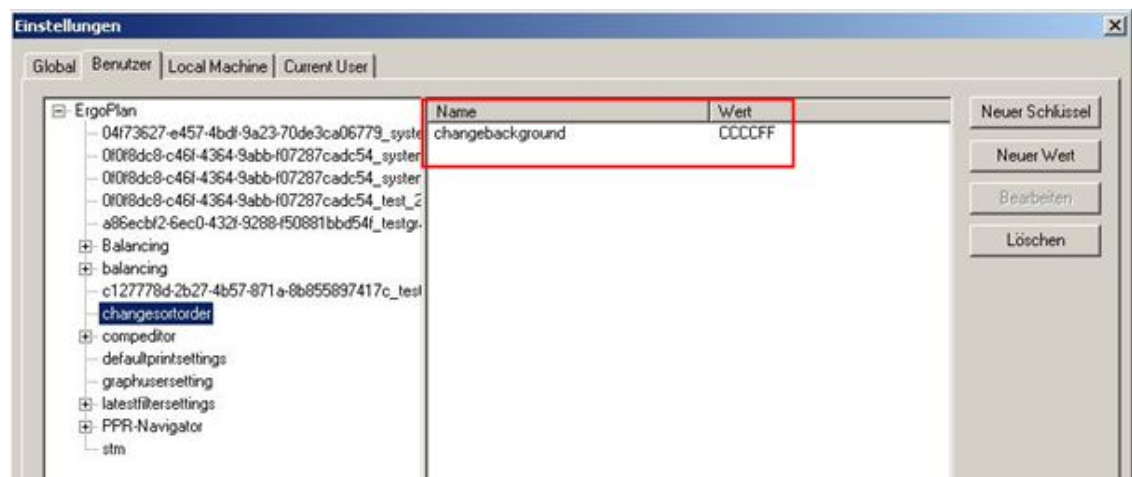 Einstellungen
Global Benutzer Local Machine Current User
ErgoPlan
04f73627-e457-4bdf-9a23-70de3ca06779_syste
0f0f8dc8-c46f-4364-9abb-f07287cadc54_system
0f0f8dc8-c46f-4364-9abb-f07287cadc54_system
0f0f8dc8-c46f-4364-9abb-f07287cadc54_test_2
a86ecbf2-6ec0-432f-9288-f50881bbd54f_testgr
Balancing
balancing
c127778d-2b27-4b57-871a-8b855897417c_test
changesortorder
compeditor
defaultprintsettings
graphusersetting
latestfiltersettings
PPR-Navigator
stm
Name Wert
changebackground CCCCFF
Neuer Schlüssel
Neuer Wert
Bearbeiten
Löschen